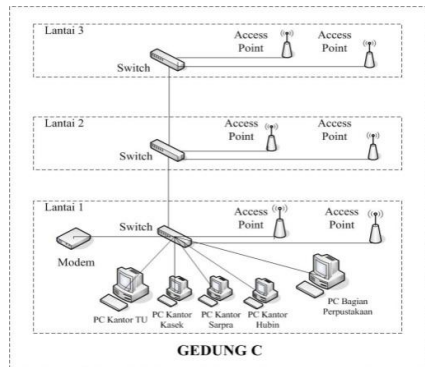 Lantai 3
Access
Point
Access
Point
Switch
Lantai 2
Access
Point
Access
Point
Switch
Lantai 1
Switch
Access
Point
Access
Point
Modem
PC Kantor TU
PC Kantor
Kasek
PC Kantor
Sarpra
PC Kantor
Hubin
PC Bagian
Perpustakaan
GEDUNG C